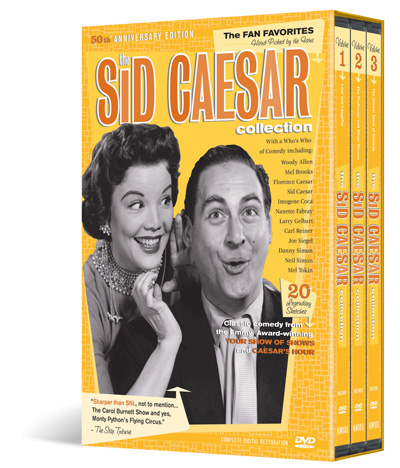 50th ANNIVERSARY EDITION
The FAN FAVORITES
Hand-Picked by the Fans
the
SiD CAESAR
collection
With a Who's Who
of Comedy including:
Woody Allen
Mel Brooks
Florence Caesar
Sid Caesar
Imogene Coca
Nanette Fabray
Larry Gelbart
Carl Reiner
Joe Siegel
Danny Simon
Neil Simon
Mel Tokin
20
Legendary
Sketches
Classic comedy from
the Emmy Award-winning
YOUR SHOW OF SHOWS
and CAESAR'S HOUR
"Sharper than SNL, not to mention...
The Carol Burnett Show and yes,
Monty Python's Flying Circus."
COMPLETE DIGITAL RESTORATION
DVD
Volume
1
the
SiD CAESAR
collection
DVD
Volume
2
the
SiD CAESAR
collection
DVD
Volume
3
the
SiD CAESAR
collection
DVD